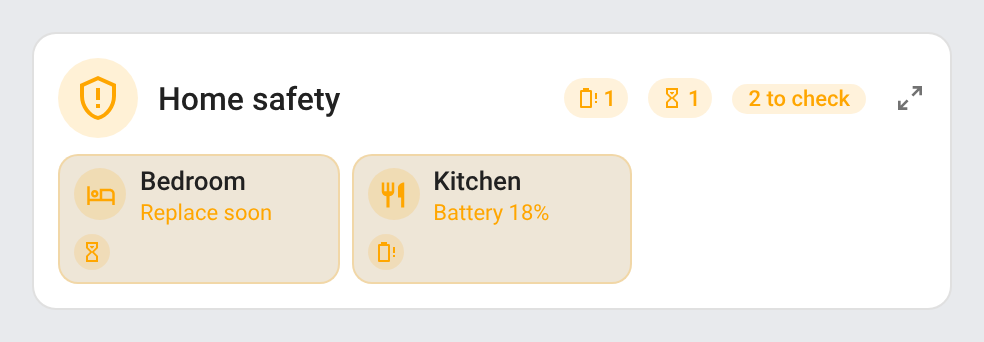 Home safety
1
1
2 to check
Bedroom
Replace soon
Kitchen
Battery 18%